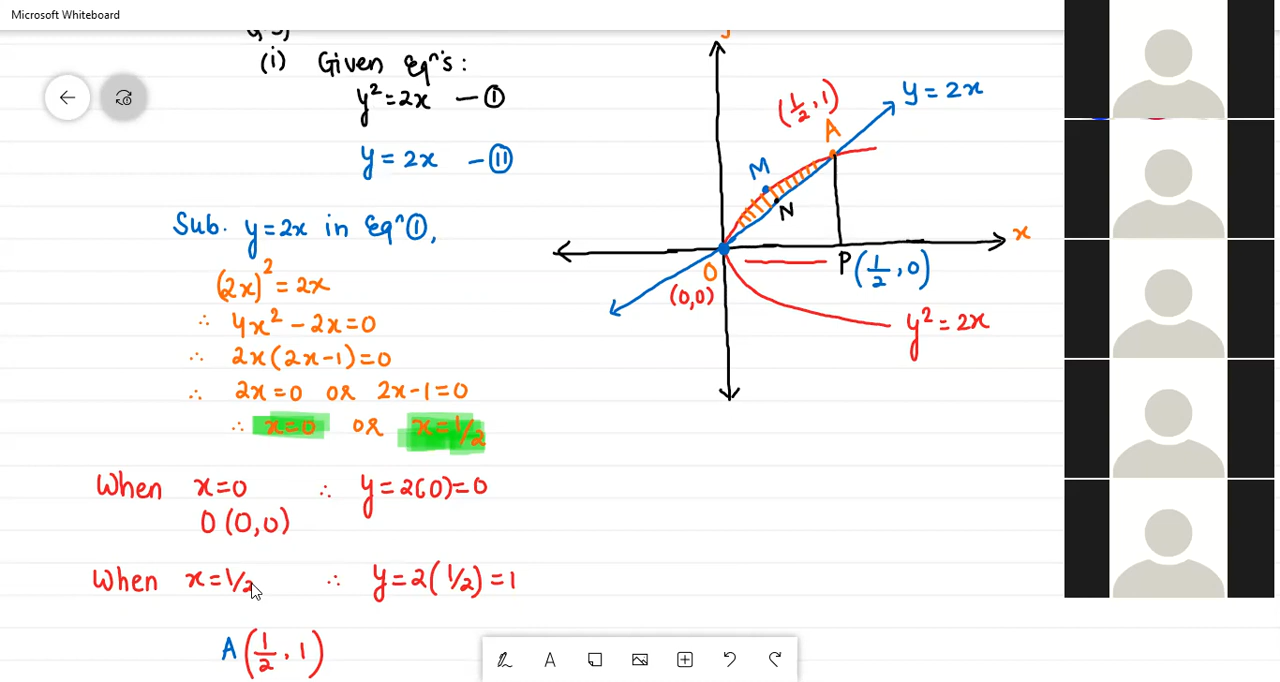 Microsoft Whiteboard
(i) Given Eqⁿs:
y² = 2x — ①
y = 2x — ⑪
Sub. y=2x in Eqⁿ①,
(2x)² = 2x
∴ 4x² – 2x = 0
∴ 2x(2x-1) = 0
∴ 2x=0 OR 2x-1=0
∴ x=0 OR x=1/2
When x=0 ∴ y=2(0)=0
O(0,0)
When x=1/2 ∴ y=2(1/2)=1
A(1/2, 1)
y = 2x
(1/2, 1)
A
M
N
x
O
P(1/2, 0)
(0,0)
y² = 2x
A